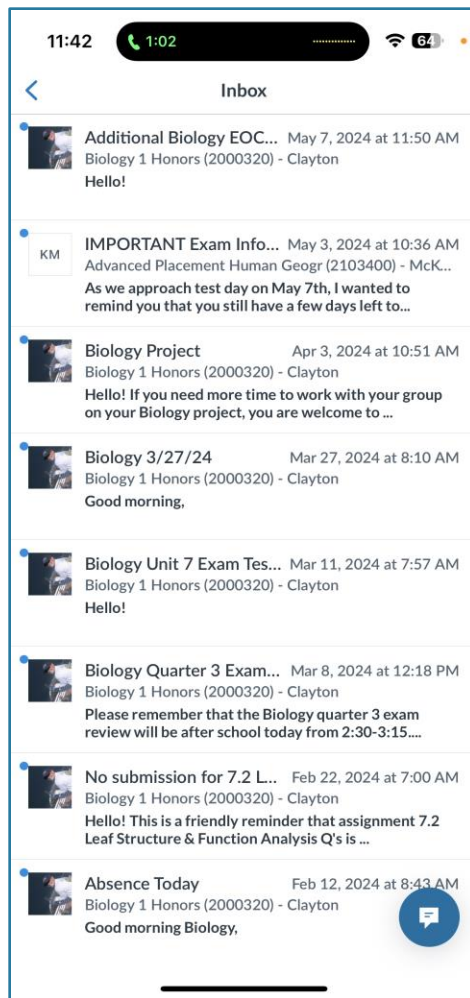 11:42
1:02
64
Inbox
Additional Biology EOC... May 7, 2024 at 11:50 AM
Biology 1 Honors (2000320) - Clayton
Hello!
KM
IMPORTANT Exam Info... May 3, 2024 at 10:36 AM
Advanced Placement Human Geogr (2103400) - McK...
As we approach test day on May 7th, I wanted to
remind you that you still have a few days left to...
Biology Project Apr 3, 2024 at 10:51 AM
Biology 1 Honors (2000320) - Clayton
Hello! If you need more time to work with your group
on your Biology project, you are welcome to ...
Biology 3/27/24 Mar 27, 2024 at 8:10 AM
Biology 1 Honors (2000320) - Clayton
Good morning,
Biology Unit 7 Exam Tes... Mar 11, 2024 at 7:57 AM
Biology 1 Honors (2000320) - Clayton
Hello!
Biology Quarter 3 Exam... Mar 8, 2024 at 12:18 PM
Biology 1 Honors (2000320) - Clayton
Please remember that the Biology quarter 3 exam
review will be after school today from 2:30-3:15....
No submission for 7.2 L... Feb 22, 2024 at 7:00 AM
Biology 1 Honors (2000320) - Clayton
Hello! This is a friendly reminder that assignment 7.2
Leaf Structure & Function Analysis Q's is ...
Absence Today Feb 12, 2024 at 8:43 AM
Biology 1 Honors (2000320) - Clayton
Good morning Biology,